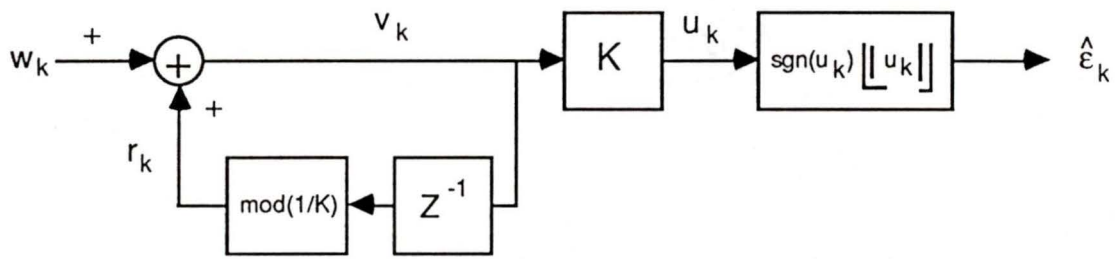 +
w_k
+
v_k
K
u_k
sgn(u_k) ⌊|u_k|⌋
ε̂_k
+
r_k
mod(1/K)
Z^{-1}